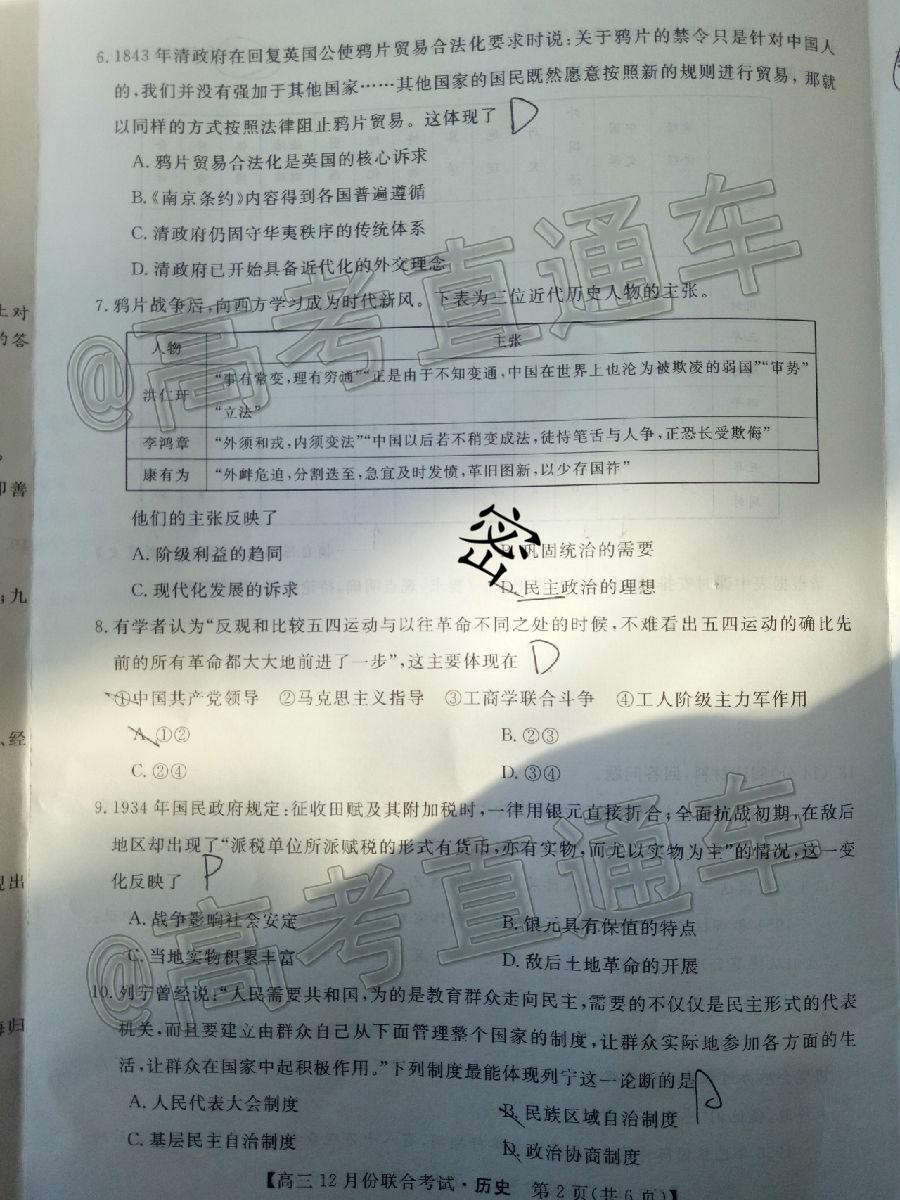 6. 1843 年清政府在回复英国公使鸦片贸易合法化要求时说：关于鸦片的禁令只是针对中国人
的，我们并没有强加于其他国家……其他国家的国民既然愿意按照新的规则进行贸易，那就
以同样的方式按照法律阻止鸦片贸易。这体现了 D
A. 鸦片贸易合法化是英国的核心诉求
B.《南京条约》内容得到各国普遍遵循
C. 清政府仍固守华夷秩序的传统体系
D. 清政府已开始具备近代化的外交理念
7. 鸦片战争后，向西方学习成为时代新风。下表为三位近代历史人物的主张。
人物 主张
洪仁玕 “事有常变，理有穷通”“正是由于不知变通，中国在世界上也沦为被欺凌的弱国”“审势”
“立法”
李鸿章 “外须和戎，内须变法”“中国以后若不稍变成法，徒恃笔舌与人争，正恐长受欺侮”
康有为 “外衅危迫，分割迭至，急宜及时发愤，革旧图新，以少存国祚”
他们的主张反映了
A. 阶级利益的趋同
密
B. 巩固统治的需要
C. 现代化发展的诉求
D. 民主政治的理想
8. 有学者认为“反观和比较五四运动与以往革命不同之处的时候，不难看出五四运动的确比先
前的所有革命都大大地前进了一步”，这主要体现在 D
①中国共产党领导 ②马克思主义指导 ③工商学联合斗争 ④工人阶级主力军作用
A. ①②
B. ②③
C. ②④
D. ③④
9. 1934 年国民政府规定：征收田赋及其附加税时，一律用银元直接折合；全面抗战初期，在敌后
地区却出现了“派税单位所派赋税的形式有货币，亦有实物，而尤以实物为主”的情况，这一变
化反映了
A. 战争影响社会安定
B. 银元具有保值的特点
C. 当地实物积累丰富
D. 敌后土地革命的开展
10. 列宁曾经说：“人民需要共和国，为的是教育群众走向民主，需要的不仅仅是民主形式的代表
机关，而且要建立由群众自己从下面管理整个国家的制度，让群众实际地参加各方面的生
活，让群众在国家中起积极作用。”下列制度最能体现列宁这一论断的是
A. 人民代表大会制度
B. 民族区域自治制度
C. 基层民主自治制度
D. 政治协商制度
【高三 12 月份联合考试·历史 第 2 页（共 6 页）】
@高考直通车
@高考直通车
上对
的答
即善
；九
、经